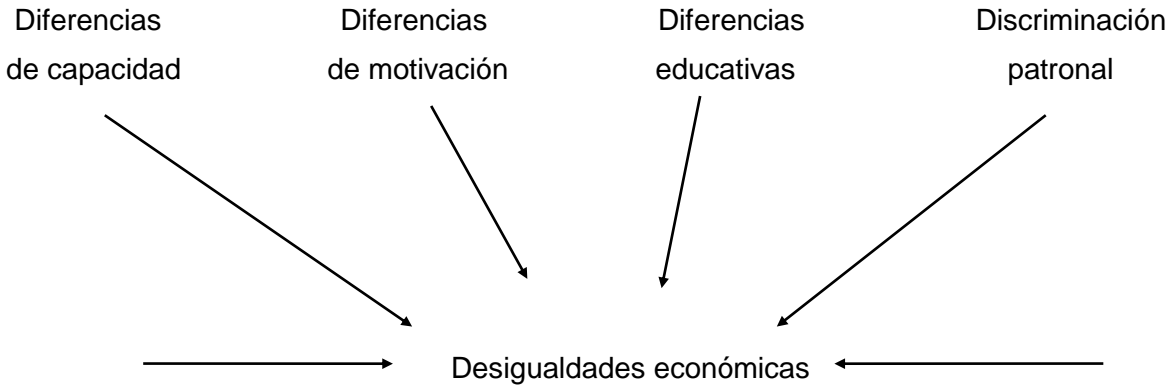 Diferencias
de capacidad
Diferencias
de motivación
Diferencias
educativas
Discriminación
patronal
Desigualdades económicas